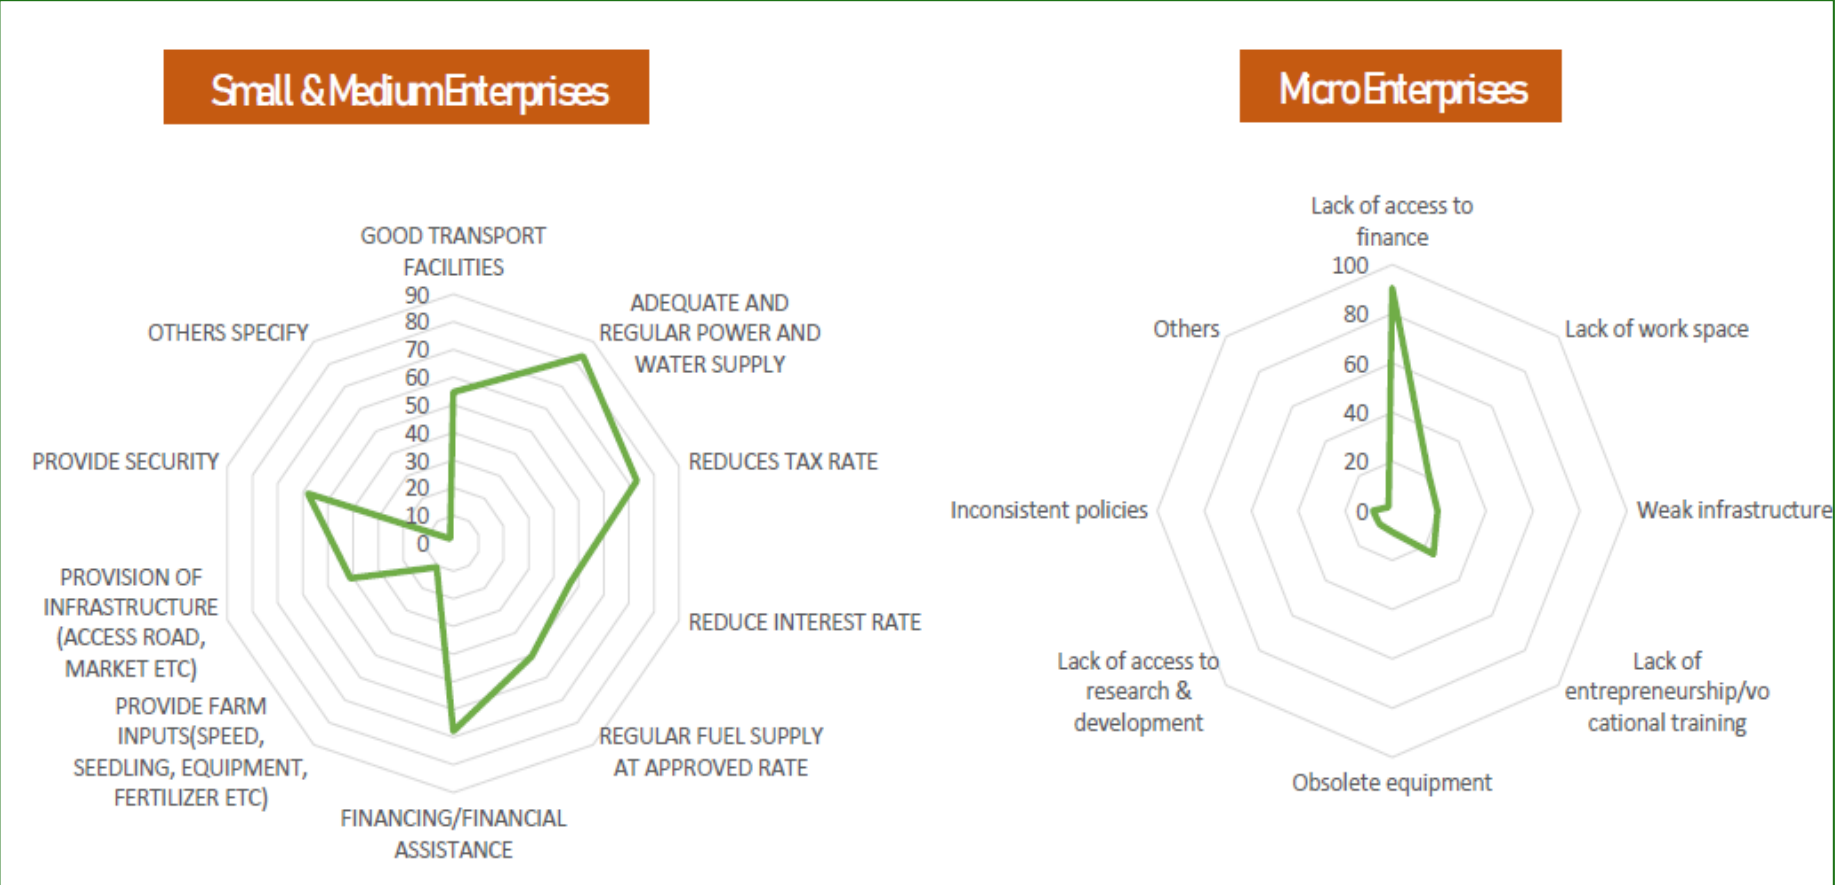 Small & Medium Enterprises
GOOD TRANSPORT
FACILITIES
ADEQUATE AND
REGULAR POWER AND
WATER SUPPLY
REDUCES TAX RATE
REDUCE INTEREST RATE
REGULAR FUEL SUPPLY
AT APPROVED RATE
FINANCING/FINANCIAL
ASSISTANCE
PROVIDE FARM
INPUTS(SPEED,
SEEDLING, EQUIPMENT,
FERTILIZER ETC)
PROVISION OF
INFRASTRUCTURE
(ACCESS ROAD,
MARKET ETC)
PROVIDE SECURITY
OTHERS SPECIFY
90
80
70
60
50
40
30
20
10
0
Micro Enterprises
Lack of access to
finance
Lack of work space
Weak infrastructure
Lack of
entrepreneurship/vo
cational training
Obsolete equipment
Lack of access to
research &
development
Inconsistent policies
Others
100
80
60
40
20
0